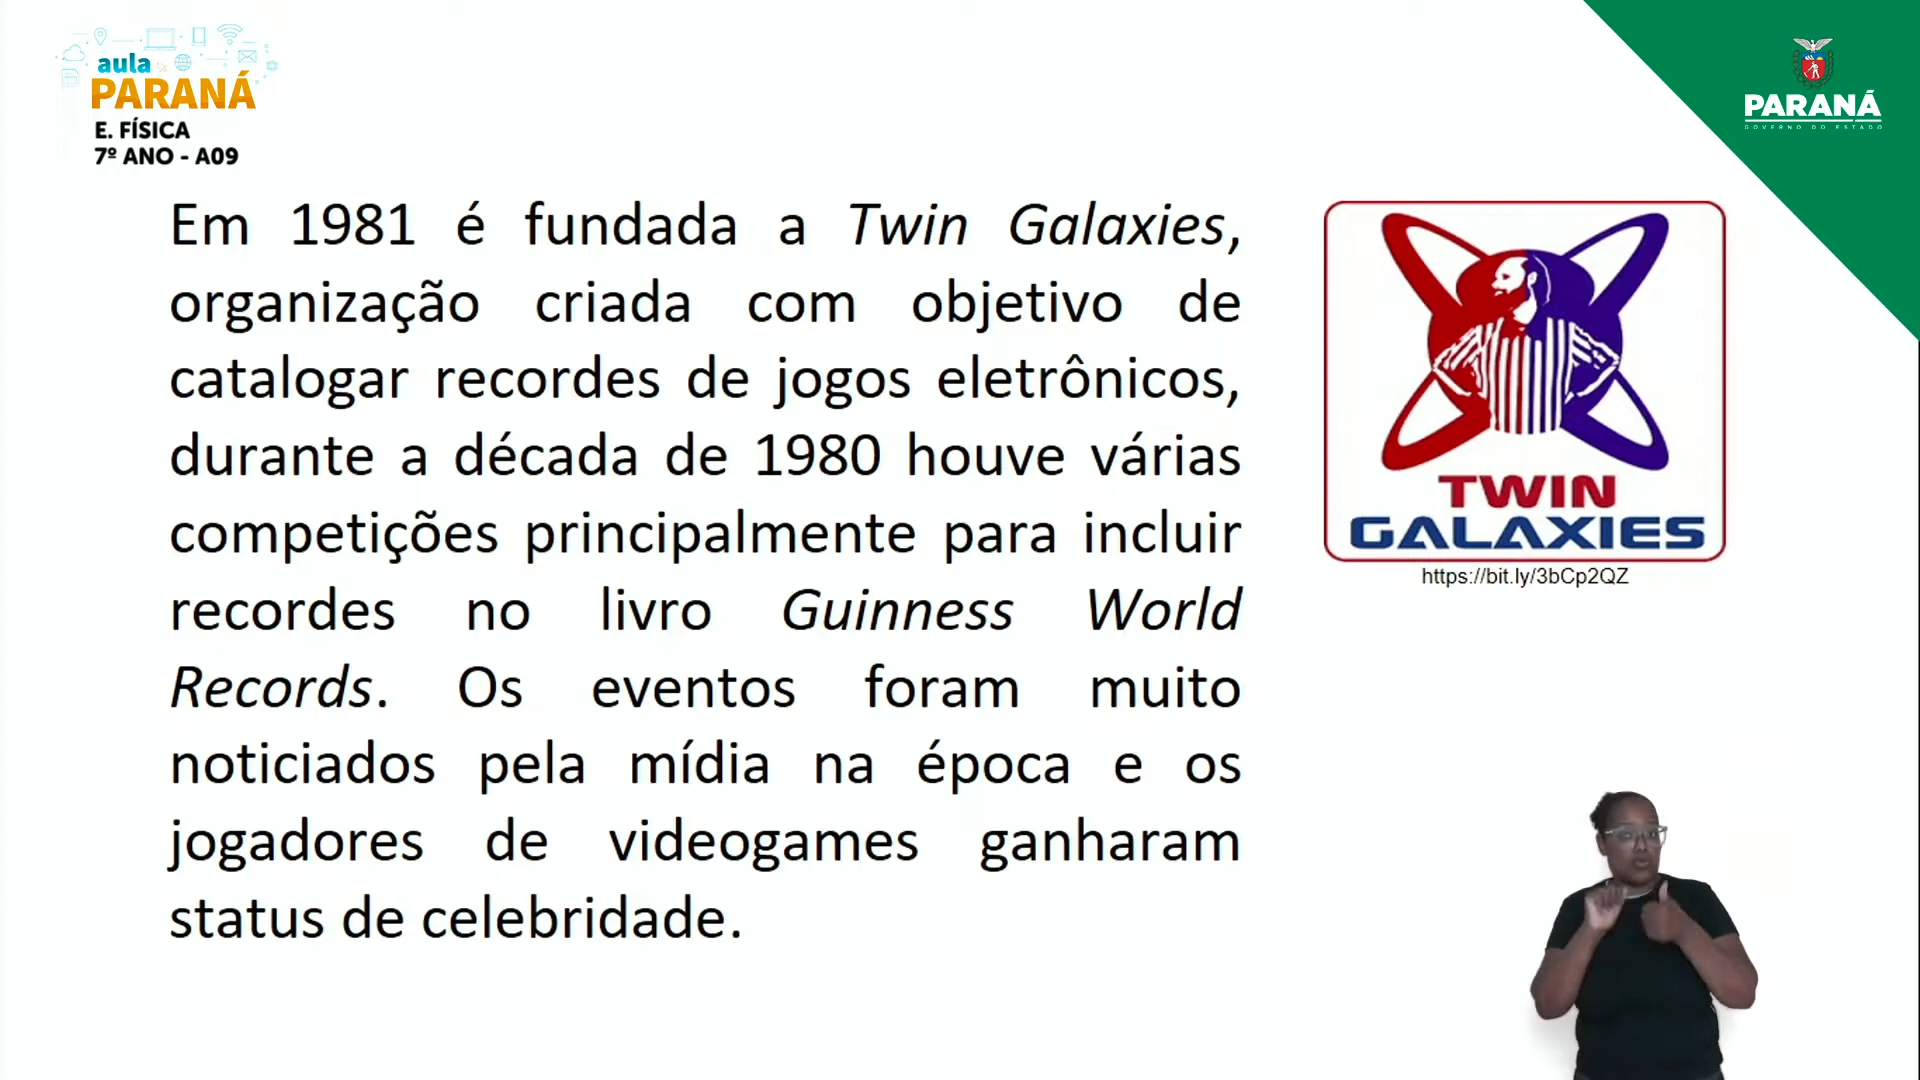 aula
PARANÁ
E. FÍSICA
7º ANO - A09
PARANÁ
GOVERNO DO ESTADO
Em 1981 é fundada a Twin Galaxies,
organização criada com objetivo de
catalogar recordes de jogos eletrônicos,
durante a década de 1980 houve várias
competições principalmente para incluir
recordes no livro Guinness World
Records. Os eventos foram muito
noticiados pela mídia na época e os
jogadores de videogames ganharam
status de celebridade.
TWIN
GALAXIES
https://bit.ly/3bCp2QZ